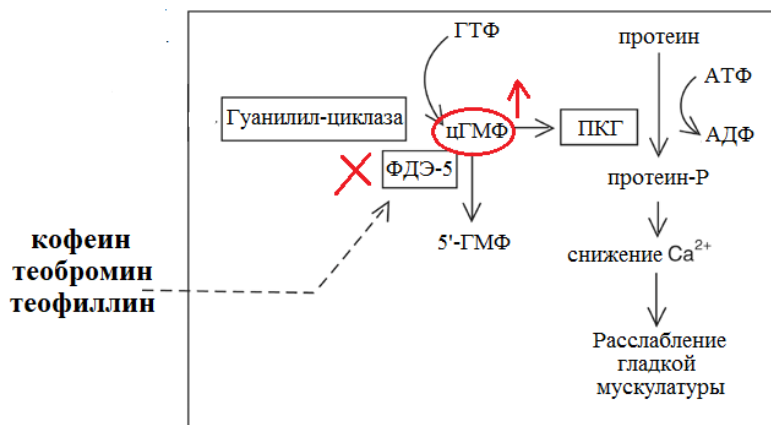 ГТФ
протеин
АТФ
Гуанилил-циклаза
цГМФ
ПКГ
АДФ
ФДЭ-5
протеин-Р
5'-ГМФ
кофеин
теобромин
теофиллин
снижение Ca2+
Расслабление
гладкой
мускулатуры